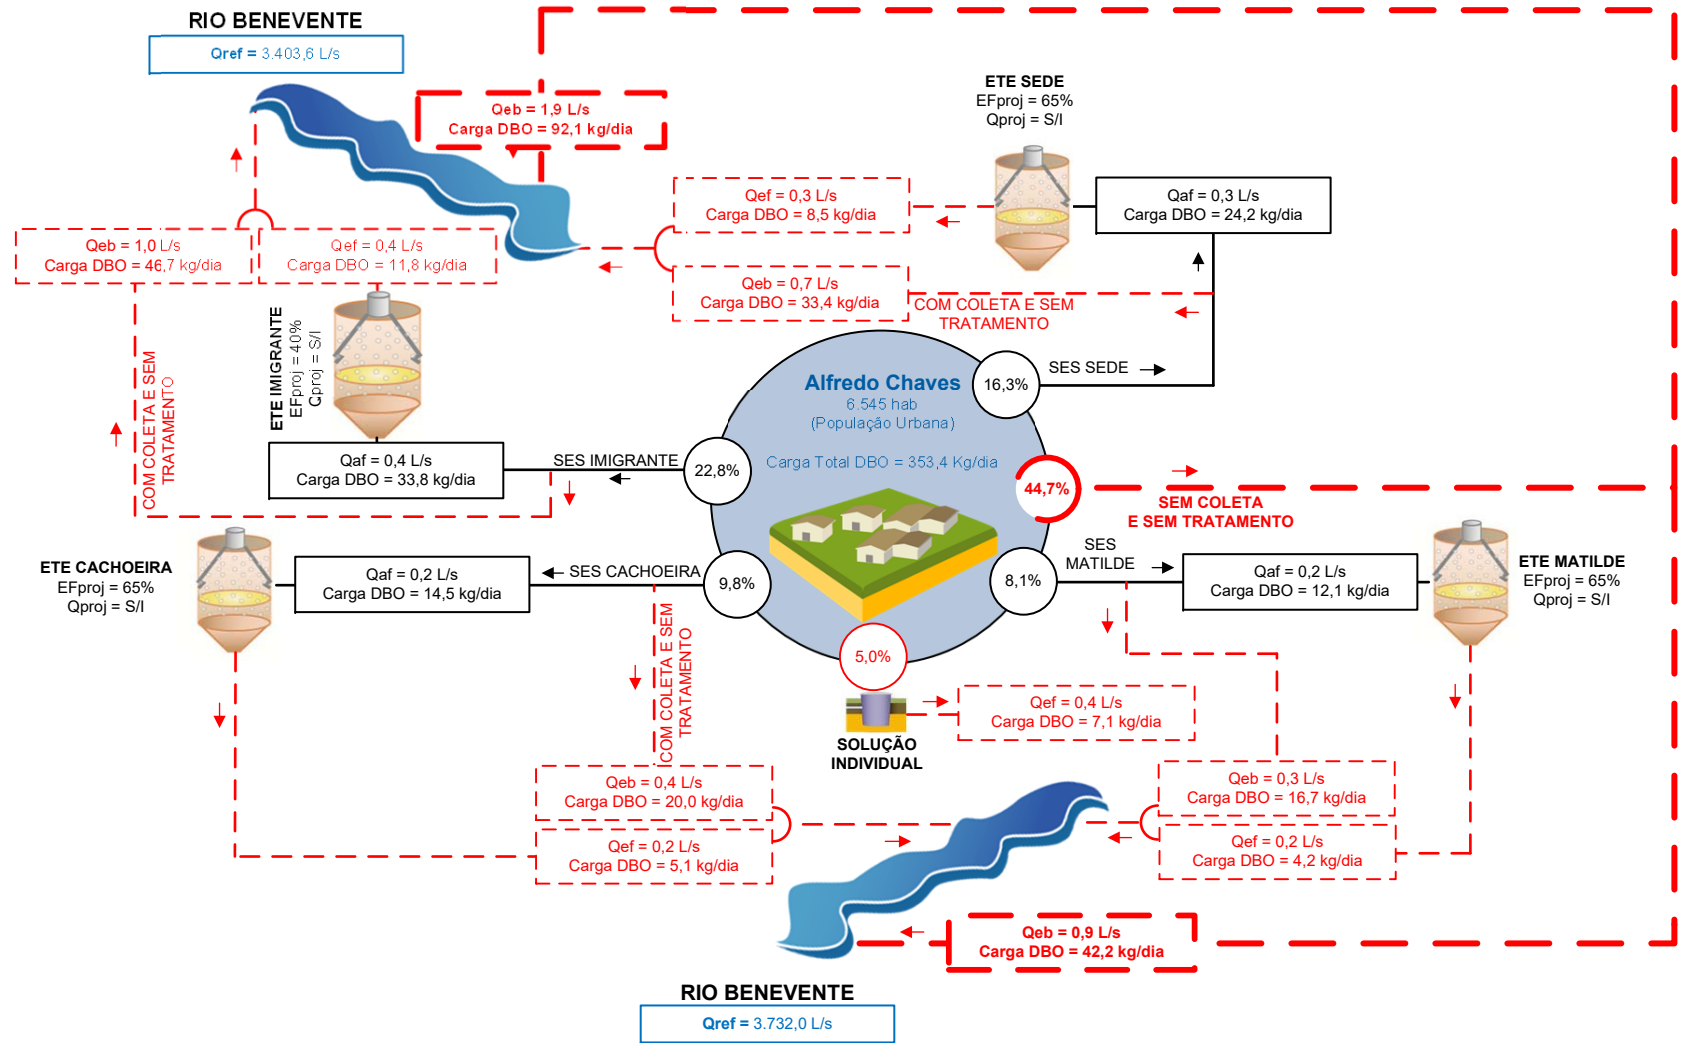 RIO BENEVENTE
Qref = 3.403,6 L/s
Qeb = 1,9 L/s
Carga DBO = 92,1 kg/dia
ETE SEDE
EFproj = 65%
Qproj = S/I
Qef = 0,3 L/s
Carga DBO = 8,5 kg/dia
Qaf = 0,3 L/s
Carga DBO = 24,2 kg/dia
Qeb = 1,0 L/s
Carga DBO = 46,7 kg/dia
Qef = 0,4 L/s
Carga DBO = 11,8 kg/dia
Qeb = 0,7 L/s
Carga DBO = 33,4 kg/dia
COM COLETA E SEM
TRATAMENTO
ETE IMIGRANTE
EFproj = 40%
Qproj = S/I
COM COLETA E SEM
TRATAMENTO
Alfredo Chaves
6.545 hab
(População Urbana)
Carga Total DBO = 353,4 Kg/dia
16,3%
SES SEDE
Qaf = 0,4 L/s
Carga DBO = 33,8 kg/dia
SES IMIGRANTE
22,8%
44,7%
SEM COLETA
E SEM TRATAMENTO
ETE CACHOEIRA
EFproj = 65%
Qproj = S/I
Qaf = 0,2 L/s
Carga DBO = 14,5 kg/dia
SES CACHOEIRA
9,8%
8,1%
SES
MATILDE
Qaf = 0,2 L/s
Carga DBO = 12,1 kg/dia
ETE MATILDE
EFproj = 65%
Qproj = S/I
COM COLETA E SEM
TRATAMENTO
5,0%
SOLUÇÃO
INDIVIDUAL
Qef = 0,4 L/s
Carga DBO = 7,1 kg/dia
Qeb = 0,4 L/s
Carga DBO = 20,0 kg/dia
Qef = 0,2 L/s
Carga DBO = 5,1 kg/dia
Qeb = 0,3 L/s
Carga DBO = 16,7 kg/dia
Qef = 0,2 L/s
Carga DBO = 4,2 kg/dia
Qeb = 0,9 L/s
Carga DBO = 42,2 kg/dia
RIO BENEVENTE
Qref = 3.732,0 L/s